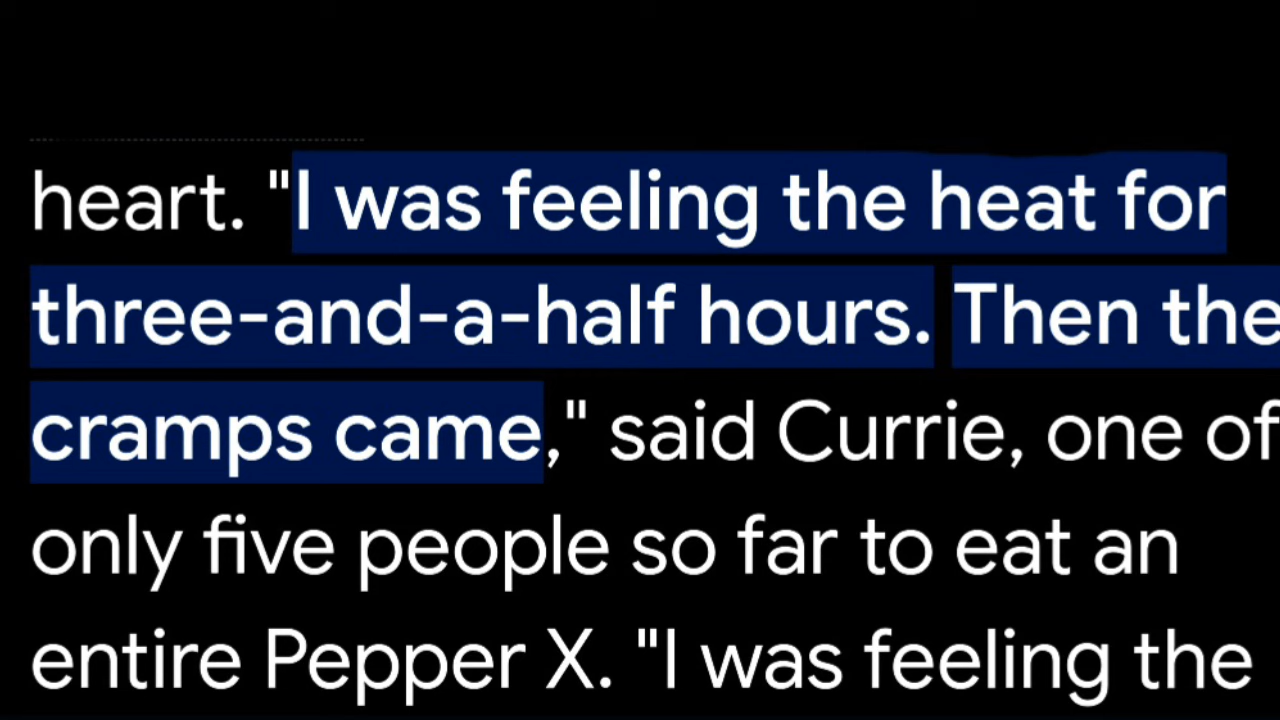 heart. "I was feeling the heat for
three-and-a-half hours. Then the
cramps came," said Currie, one of
only five people so far to eat an
entire Pepper X. "I was feeling the